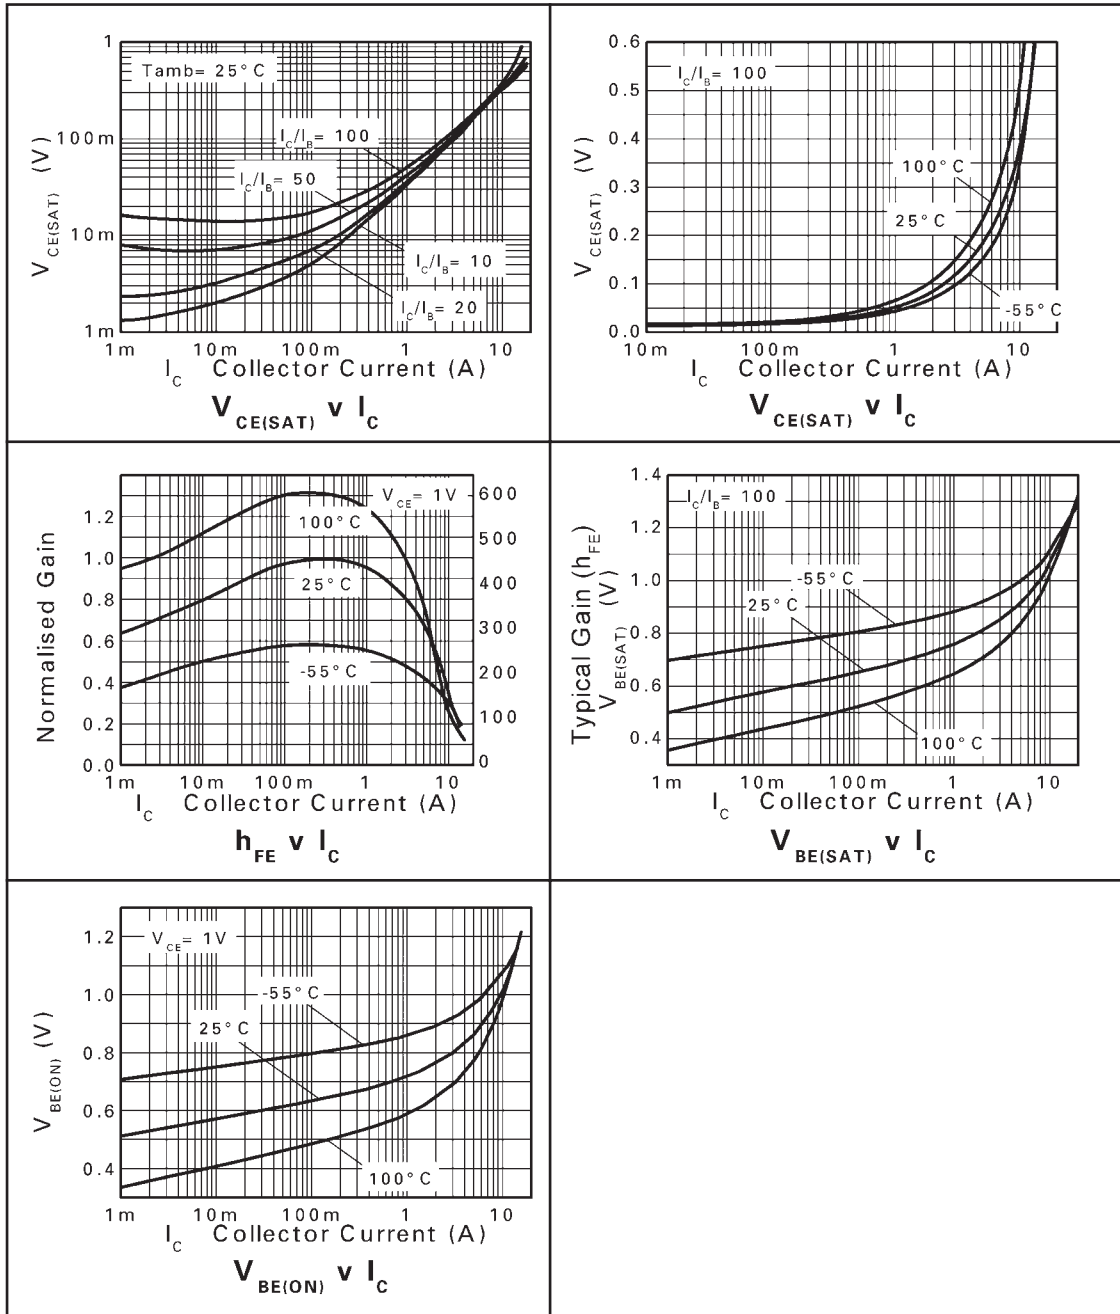 1
100m
10m
1m
V_CE(SAT) (V)
Tamb= 25°C
I_C/I_B= 100
I_C/I_B= 50
I_C/I_B= 10
I_C/I_B= 20
1m 10m 100m 1 10
I_C Collector Current (A)
V_CE(SAT) v I_C
0.6
0.5
0.4
0.3
0.2
0.1
0.0
V_CE(SAT) (V)
I_C/I_B= 100
100°C
25°C
-55°C
10m 100m 1 10
I_C Collector Current (A)
V_CE(SAT) v I_C
1.2
1.0
0.8
0.6
0.4
0.2
0.0
Normalised Gain
V_CE= 1V
100°C
25°C
-55°C
600
500
400
300
200
100
0
Typical Gain (h_FE)
1m 10m 100m 1 10
I_C Collector Current (A)
h_FE v I_C
1.4
1.2
1.0
0.8
0.6
0.4
V_BE(SAT) (V)
I_C/I_B= 100
-55°C
25°C
100°C
1m 10m 100m 1 10
I_C Collector Current (A)
V_BE(SAT) v I_C
1.2
1.0
0.8
0.6
0.4
V_BE(ON) (V)
V_CE= 1V
-55°C
25°C
100°C
1m 10m 100m 1 10
I_C Collector Current (A)
V_BE(ON) v I_C